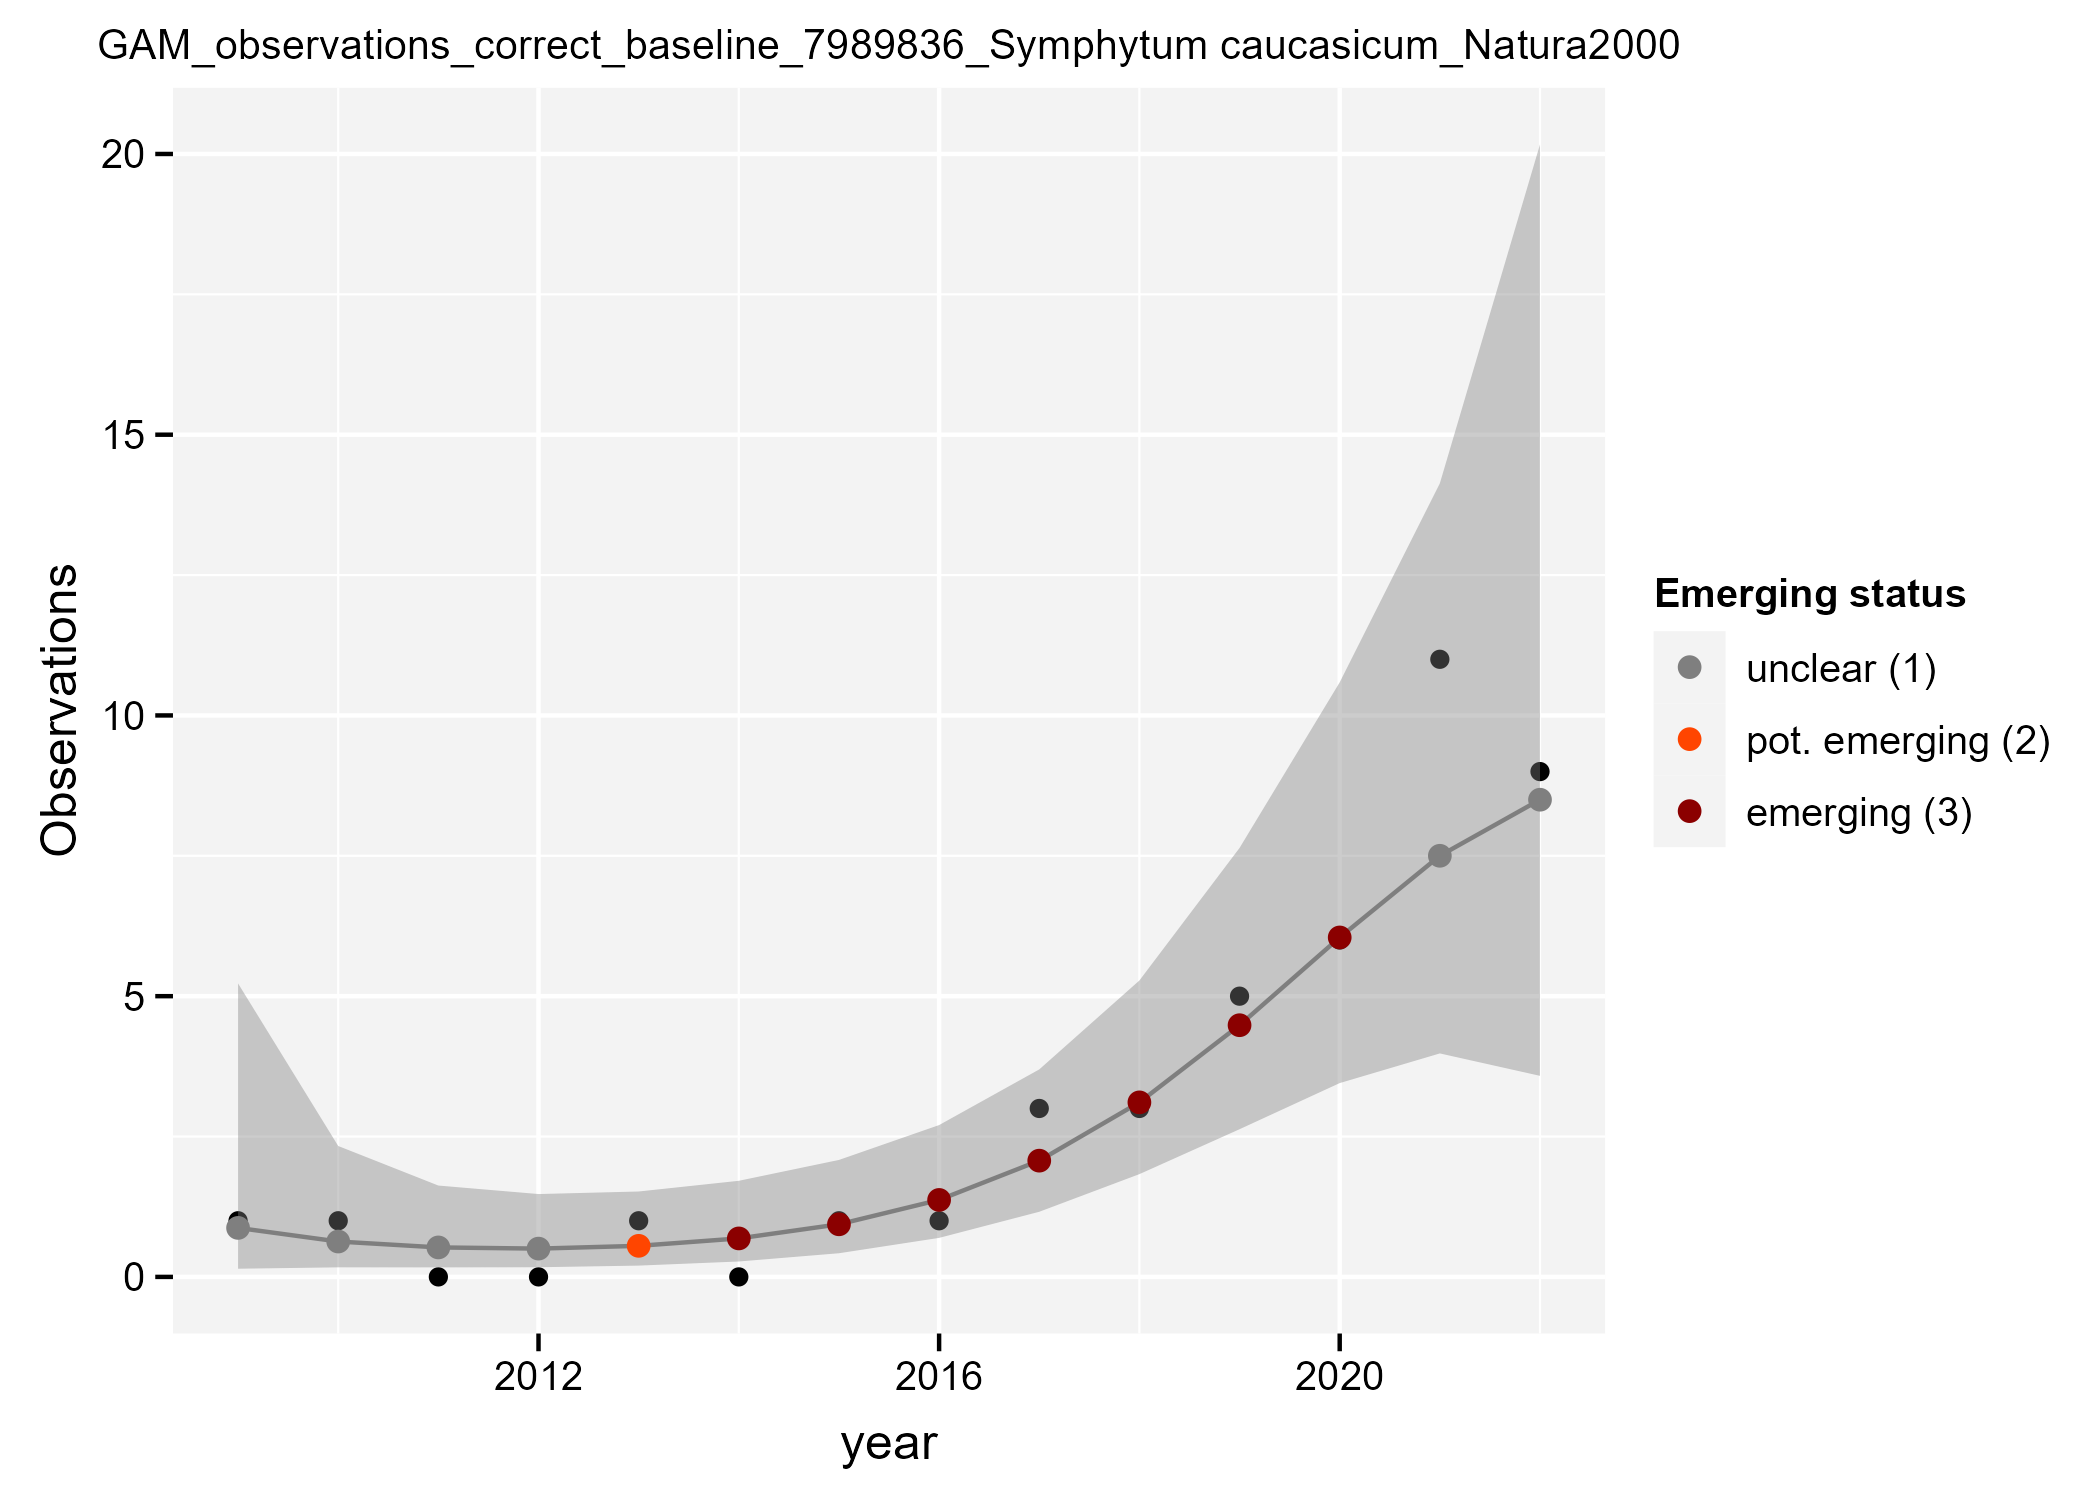 GAM_observations_correct_baseline_7989836_Symphytum caucasicum_Natura2000
20
15
10
5
0
Observations
2012
2016
2020
year
Emerging status
unclear (1)
pot. emerging (2)
emerging (3)